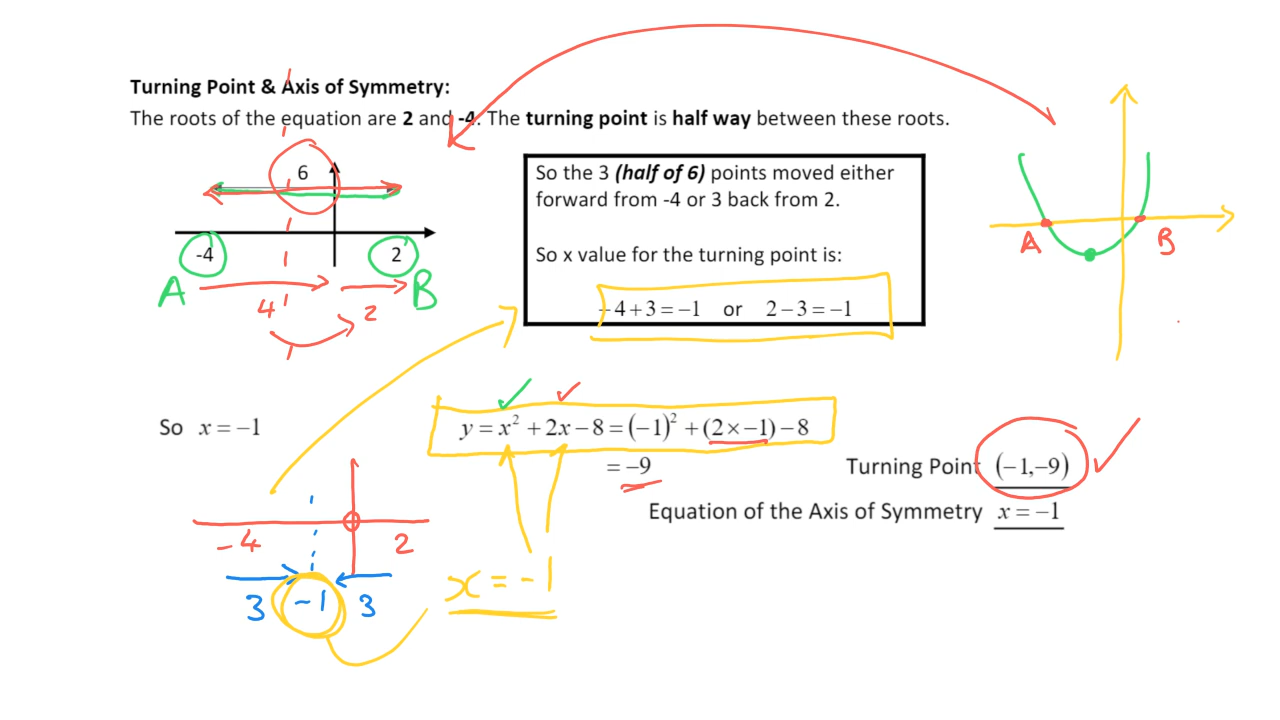 Turning Point & Axis of Symmetry:
The roots of the equation are 2 and -4. The turning point is half way between these roots.
6
-4
2
A
B
4
2
So the 3 (half of 6) points moved either
forward from -4 or 3 back from 2.
So x value for the turning point is:
-4+3=−1 or 2−3=−1
A
B
So x=−1
y=x²+2x−8=(−1)²+(2×−1)−8
=−9
Turning Point (−1,−9)
Equation of the Axis of Symmetry x=−1
-4
2
3
-1
3
x = -1